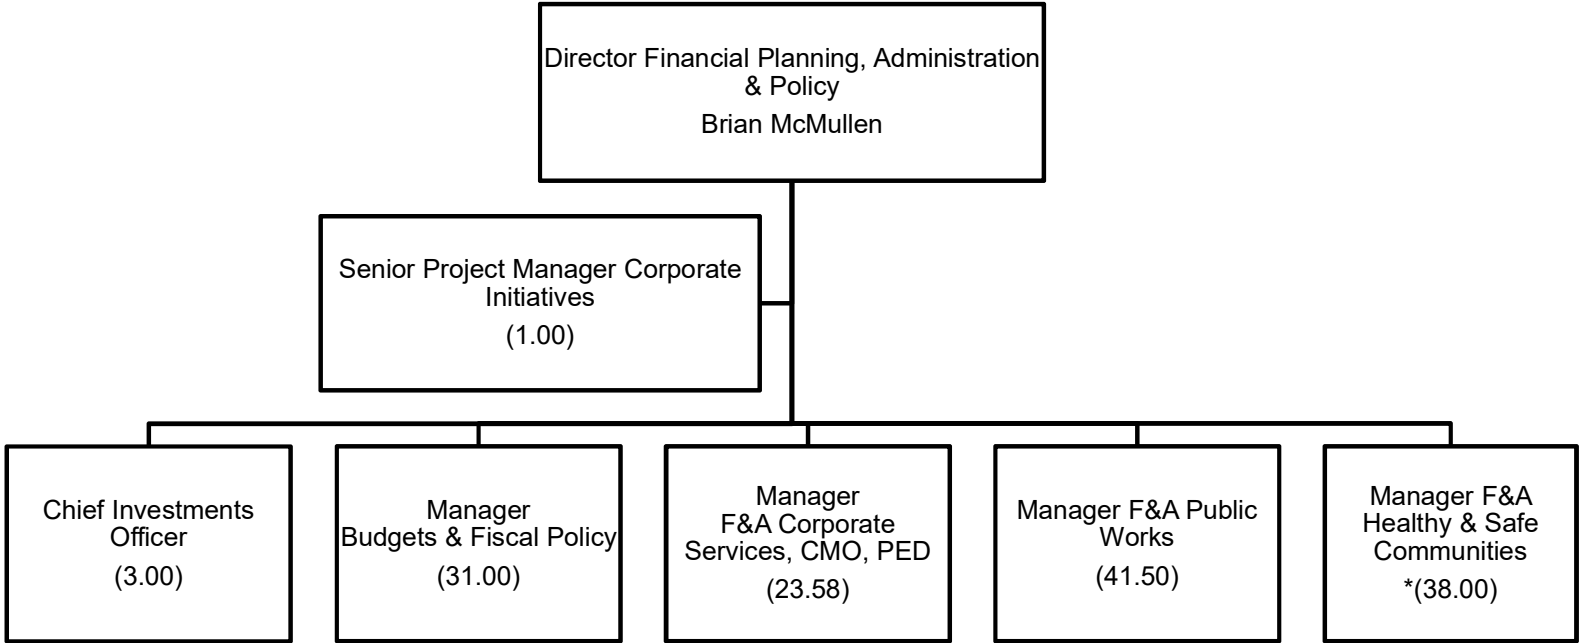 Director Financial Planning, Administration
& Policy
Brian McMullen
Senior Project Manager Corporate
Initiatives
(1.00)
Chief Investments
Officer
(3.00)
Manager
Budgets & Fiscal Policy
(31.00)
Manager
F&A Corporate
Services, CMO, PED
(23.58)
Manager F&A Public
Works
(41.50)
Manager F&A
Healthy & Safe
Communities
*(38.00)